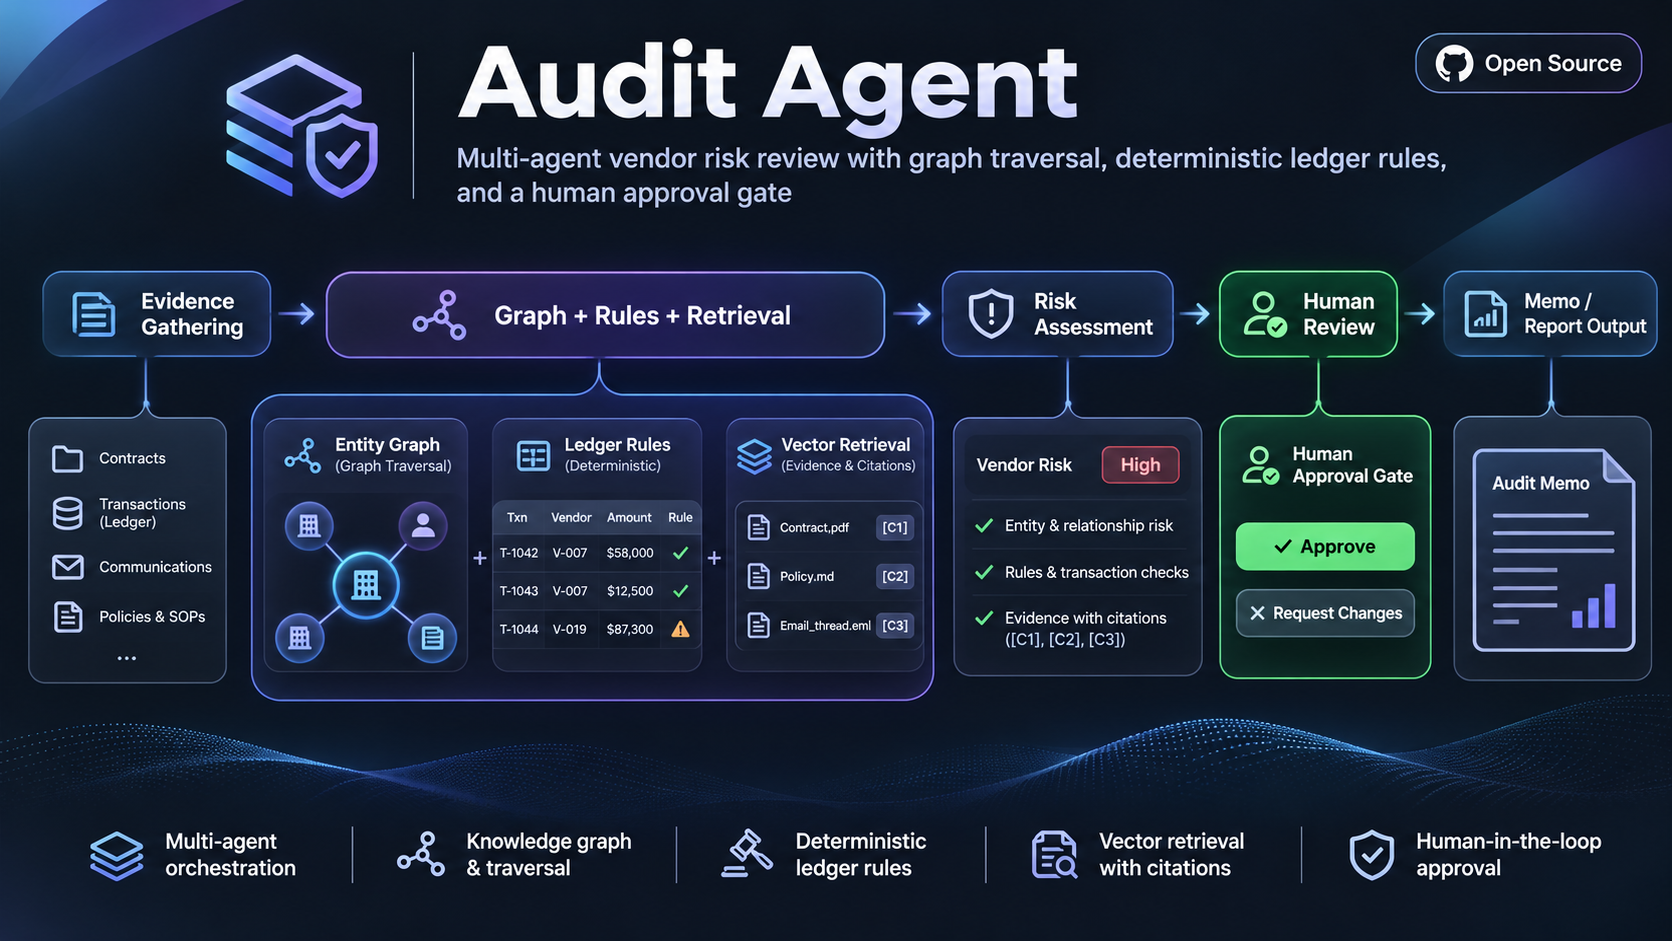 Audit Agent
Open Source
Multi-agent vendor risk review with graph traversal, deterministic ledger rules,
and a human approval gate
Evidence
Gathering
Graph + Rules + Retrieval
Risk
Assessment
Human
Review
Memo /
Report Output
Contracts
Transactions
(Ledger)
Communications
Policies & SOPs
...
Entity Graph
(Graph Traversal)
+
Ledger Rules
(Deterministic)
Txn Vendor Amount Rule
T-1042 V-007 $58,000 ✓
T-1043 V-007 $12,500 ✓
T-1044 V-019 $87,300
+
Vector Retrieval
(Evidence & Citations)
Contract,pdf [C1]
Policy.md [C2]
Email_thread.eml [C3]
Vendor Risk High
✓ Entity & relationship risk
✓ Rules & transaction checks
✓ Evidence with citations
([C1], [C2], [C3])
Human
Approval Gate
✓ Approve
✕ Request Changes
Audit Memo
Multi-agent
orchestration
Knowledge graph
& traversal
Deterministic
ledger rules
Vector retrieval
with citations
Human-in-the-loop
approval